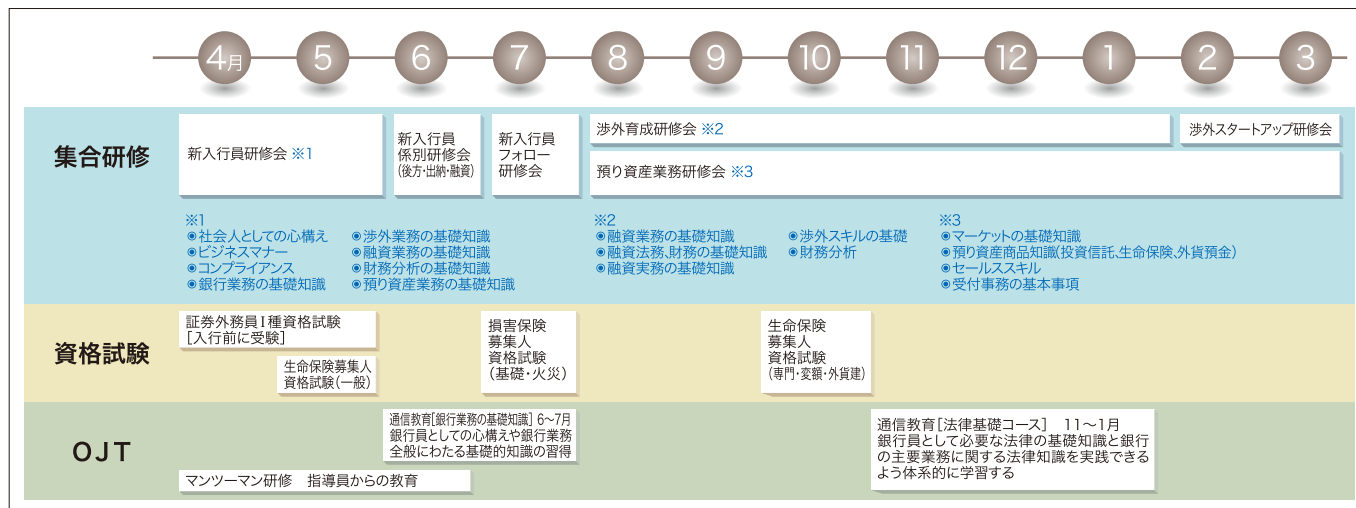 4月 5 6 7 8 9 10 11 12 1 2 3
集合研修
新入行員研修会 ※1
新入行員
係別研修会
(後方・出納・融資)
新入行員
フォロー
研修会
渉外育成研修会 ※2
渉外スタートアップ研修会
預り資産業務研修会 ※3
※1
◉社会人としての心構え
◉ビジネスマナー
◉コンプライアンス
◉銀行業務の基礎知識
◉渉外業務の基礎知識
◉融資業務の基礎知識
◉財務分析の基礎知識
◉預り資産業務の基礎知識
※2
◉融資業務の基礎知識
◉融資法務、財務の基礎知識
◉融資実務の基礎知識
◉渉外スキルの基礎
◉財務分析
※3
◉マーケットの基礎知識
◉預り資産商品知識(投資信託、生命保険、外貨預金)
◉セールススキル
◉受付事務の基本事項
資格試験
証券外務員Ⅰ種資格試験
[入行前に受験]
生命保険募集人
資格試験(一般)
損害保険
募集人
資格試験
(基礎・火災)
生命保険
募集人
資格試験
(専門・変額・外貨建)
OJT
通信教育[銀行業務の基礎知識] 6〜7月
銀行員としての心構えや銀行業務
全般にわたる基礎的知識の習得
マンツーマン研修 指導員からの教育
通信教育[法律基礎コース] 11〜1月
銀行員として必要な法律の基礎知識と銀行
の主要業務に関する法律知識を実践できる
よう体系的に学習する